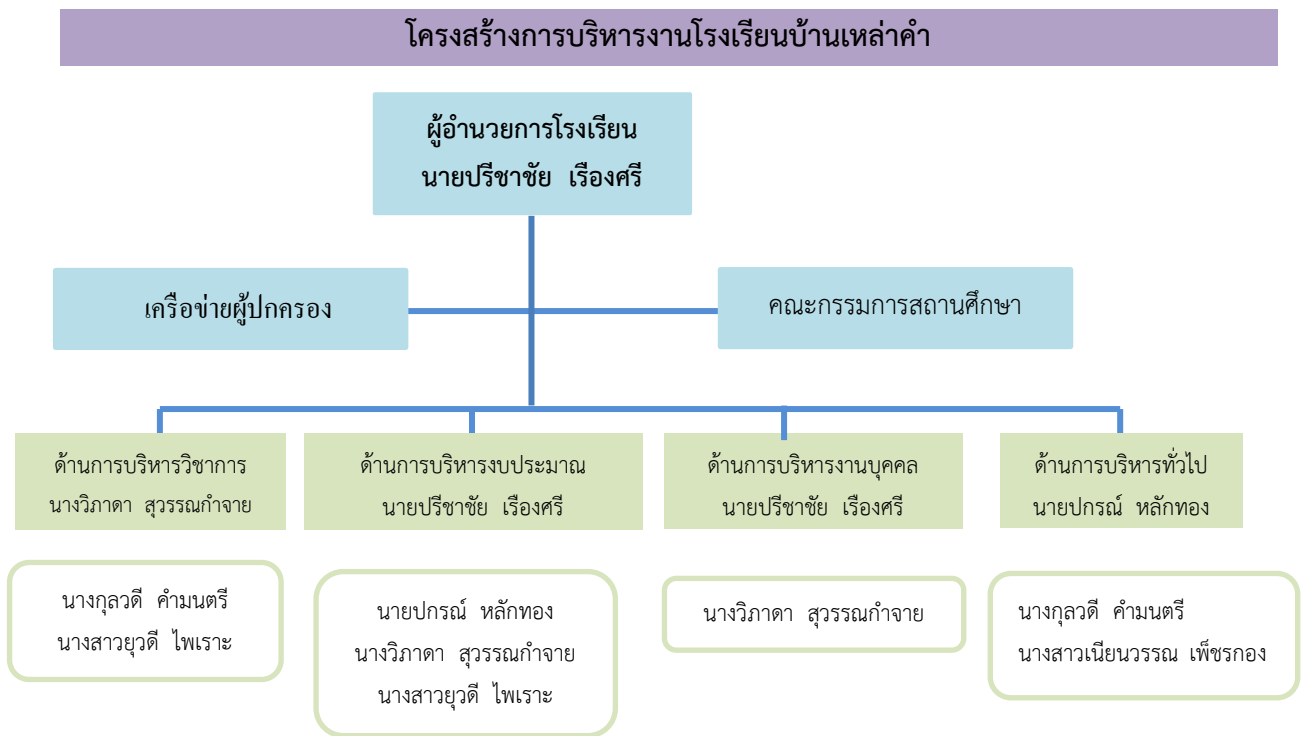 โครงสร้างการบริหารงานโรงเรียนบ้านเหล่าคำ
ผู้อำนวยการโรงเรียน
นายปรีชาชัย เรืองศรี
เครือข่ายผู้ปกครอง
คณะกรรมการสถานศึกษา
ด้านการบริหารวิชาการ
นางวิภาดา สุวรรณกำจาย
ด้านการบริหารงบประมาณ
นายปรีชาชัย เรืองศรี
ด้านการบริหารงานบุคคล
นายปรีชาชัย เรืองศรี
ด้านการบริหารทั่วไป
นายปกรณ์ หลักทอง
นางกุลวดี คำมนตรี
นางสาวยุวดี ไพเราะ
นายปกรณ์ หลักทอง
นางวิภาดา สุวรรณกำจาย
นางสาวยุวดี ไพเราะ
นางวิภาดา สุวรรณกำจาย
นางกุลวดี คำมนตรี
นางสาวเนียนวรรณ เพ็ชรกอง